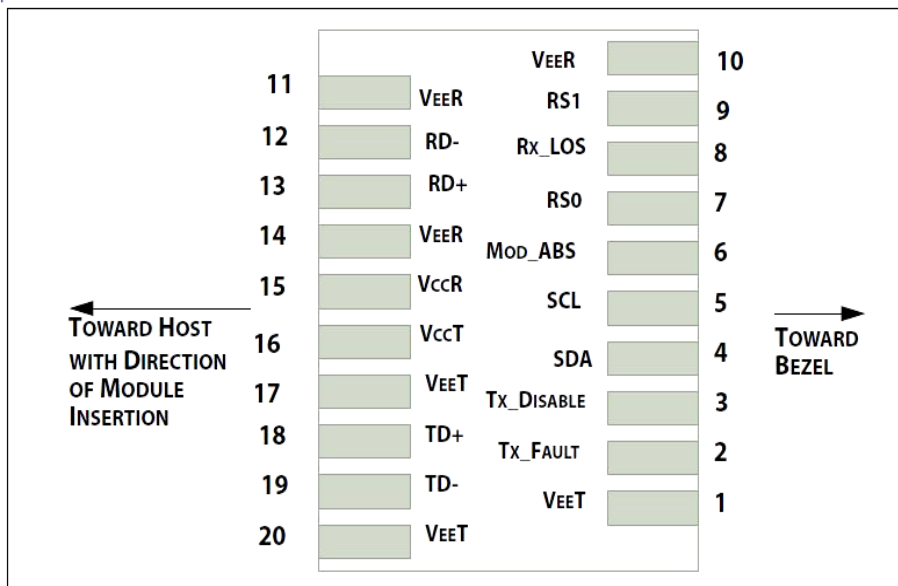 VEER 10
11 VEER
RS1 9
12 RD-
Rx_LOS 8
13 RD+
RS0 7
14 VEER
MOD_ABS 6
15 VCCR
SCL 5
TOWARD HOST
WITH DIRECTION
OF MODULE
INSERTION
TOWARD
BEZEL
16 VCCT
SDA 4
17 VEET
TX_DISABLE 3
18 TD+
TX_FAULT 2
19 TD-
VEET 1
20 VEET